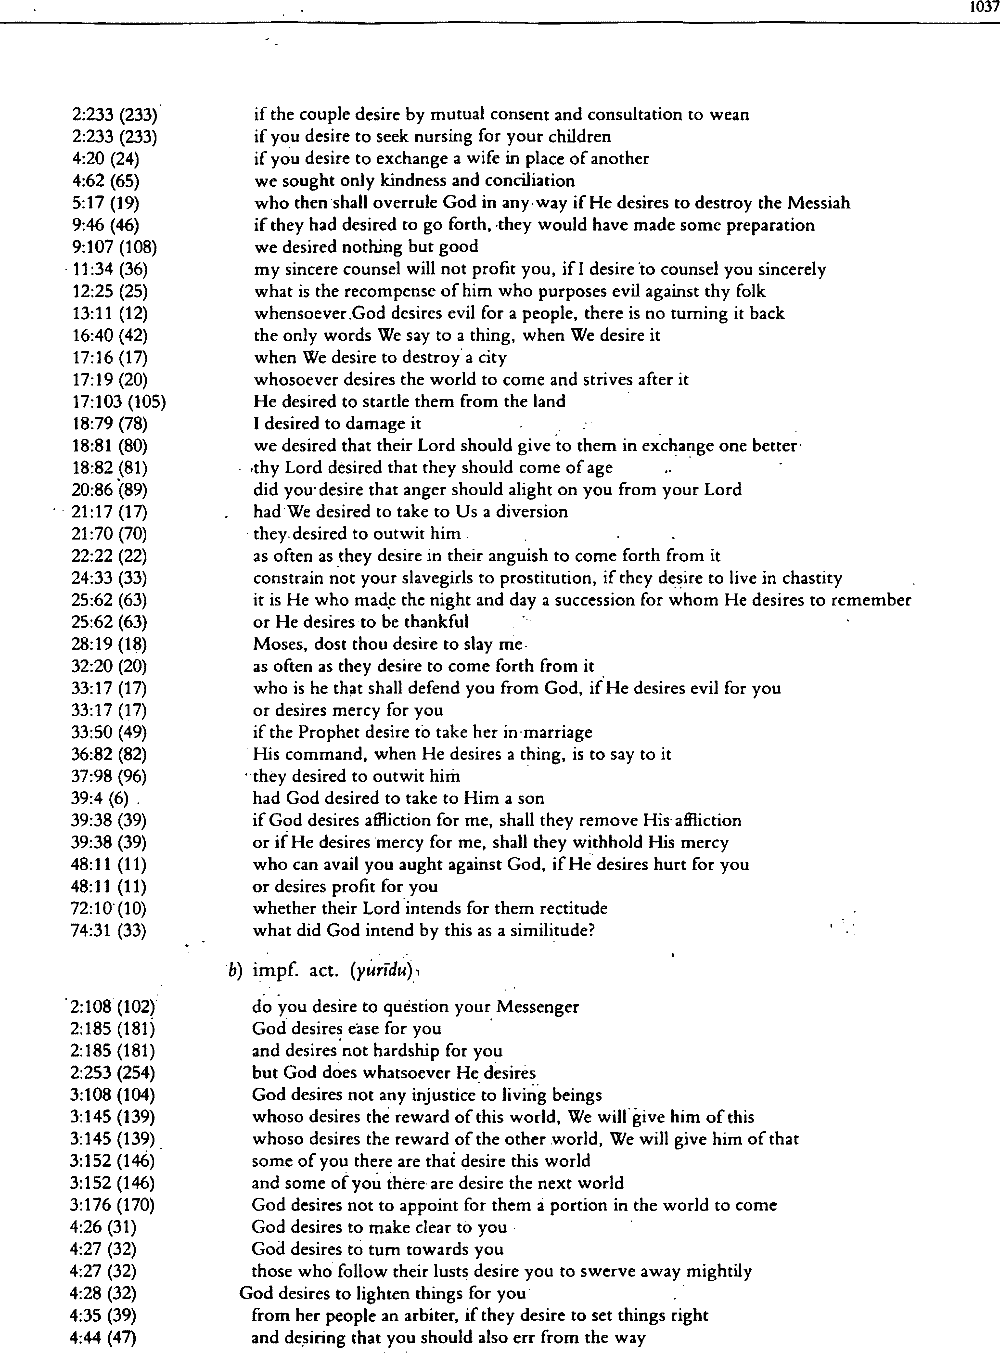 1037
2:233 (233) if the couple desire by mutual consent and consultation to wean
2:233 (233) if you desire to seek nursing for your children
4:20 (24) if you desire to exchange a wife in place of another
4:62 (65) we sought only kindness and conciliation
5:17 (19) who then shall overrule God in any way if He desires to destroy the Messiah
9:46 (46) if they had desired to go forth, they would have made some preparation
9:107 (108) we desired nothing but good
11:34 (36) my sincere counsel will not profit you, if I desire to counsel you sincerely
12:25 (25) what is the recompense of him who purposes evil against thy folk
13:11 (12) whensoever God desires evil for a people, there is no turning it back
16:40 (42) the only words We say to a thing, when We desire it
17:16 (17) when We desire to destroy a city
17:19 (20) whosoever desires the world to come and strives after it
17:103 (105) He desired to startle them from the land
18:79 (78) I desired to damage it
18:81 (80) we desired that their Lord should give to them in exchange one better
18:82 (81) thy Lord desired that they should come of age
20:86 (89) did you desire that anger should alight on you from your Lord
21:17 (17) had We desired to take to Us a diversion
21:70 (70) they desired to outwit him
22:22 (22) as often as they desire in their anguish to come forth from it
24:33 (33) constrain not your slavegirls to prostitution, if they desire to live in chastity
25:62 (63) it is He who made the night and day a succession for whom He desires to remember
25:62 (63) or He desires to be thankful
28:19 (18) Moses, dost thou desire to slay me
32:20 (20) as often as they desire to come forth from it
33:17 (17) who is he that shall defend you from God, if He desires evil for you
33:17 (17) or desires mercy for you
33:50 (49) if the Prophet desire to take her in marriage
36:82 (82) His command, when He desires a thing, is to say to it
37:98 (96) they desired to outwit him
39:4 (6) had God desired to take to Him a son
39:38 (39) if God desires affliction for me, shall they remove His affliction
39:38 (39) or if He desires mercy for me, shall they withhold His mercy
48:11 (11) who can avail you aught against God, if He desires hurt for you
48:11 (11) or desires profit for you
72:10 (10) whether their Lord intends for them rectitude
74:31 (33) what did God intend by this as a similitude?
b) impf. act. (yurīdu)
2:108 (102) do you desire to question your Messenger
2:185 (181) God desires ease for you
2:185 (181) and desires not hardship for you
2:253 (254) but God does whatsoever He desires
3:108 (104) God desires not any injustice to living beings
3:145 (139) whoso desires the reward of this world, We will give him of this
3:145 (139) whoso desires the reward of the other world, We will give him of that
3:152 (146) some of you there are that desire this world
3:152 (146) and some of you there are desire the next world
3:176 (170) God desires not to appoint for them a portion in the world to come
4:26 (31) God desires to make clear to you
4:27 (32) God desires to turn towards you
4:27 (32) those who follow their lusts desire you to swerve away mightily
4:28 (32) God desires to lighten things for you
4:35 (39) from her people an arbiter, if they desire to set things right
4:44 (47) and desiring that you should also err from the way